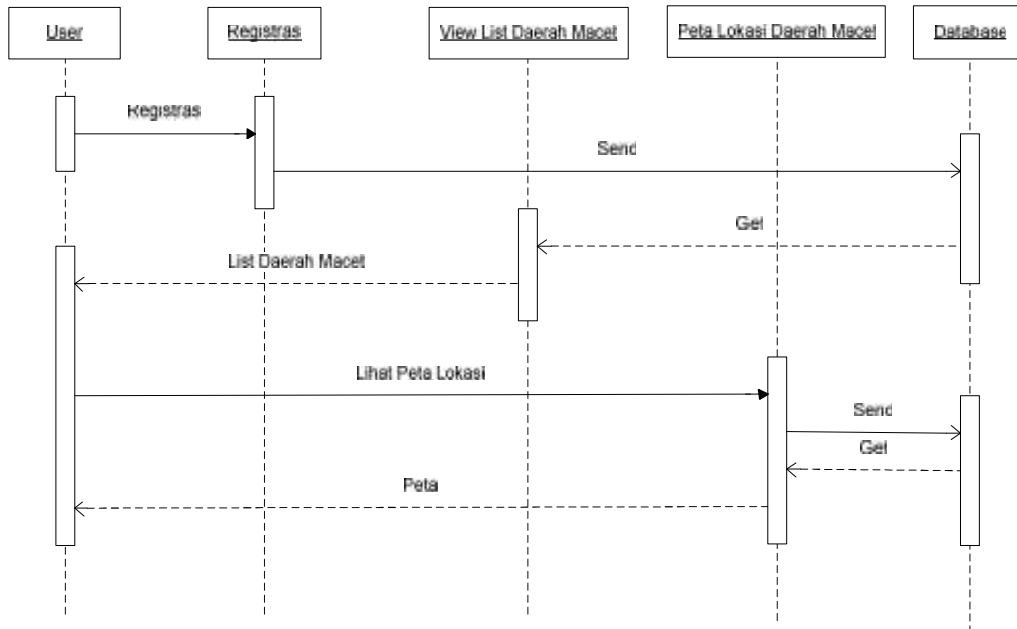 User
Registras
View List Daerah Macet
Peta Lokasi Daerah Macet
Database
Registras
Send
Get
List Daerah Macet
Lihat Peta Lokasi
Send
Get
Peta